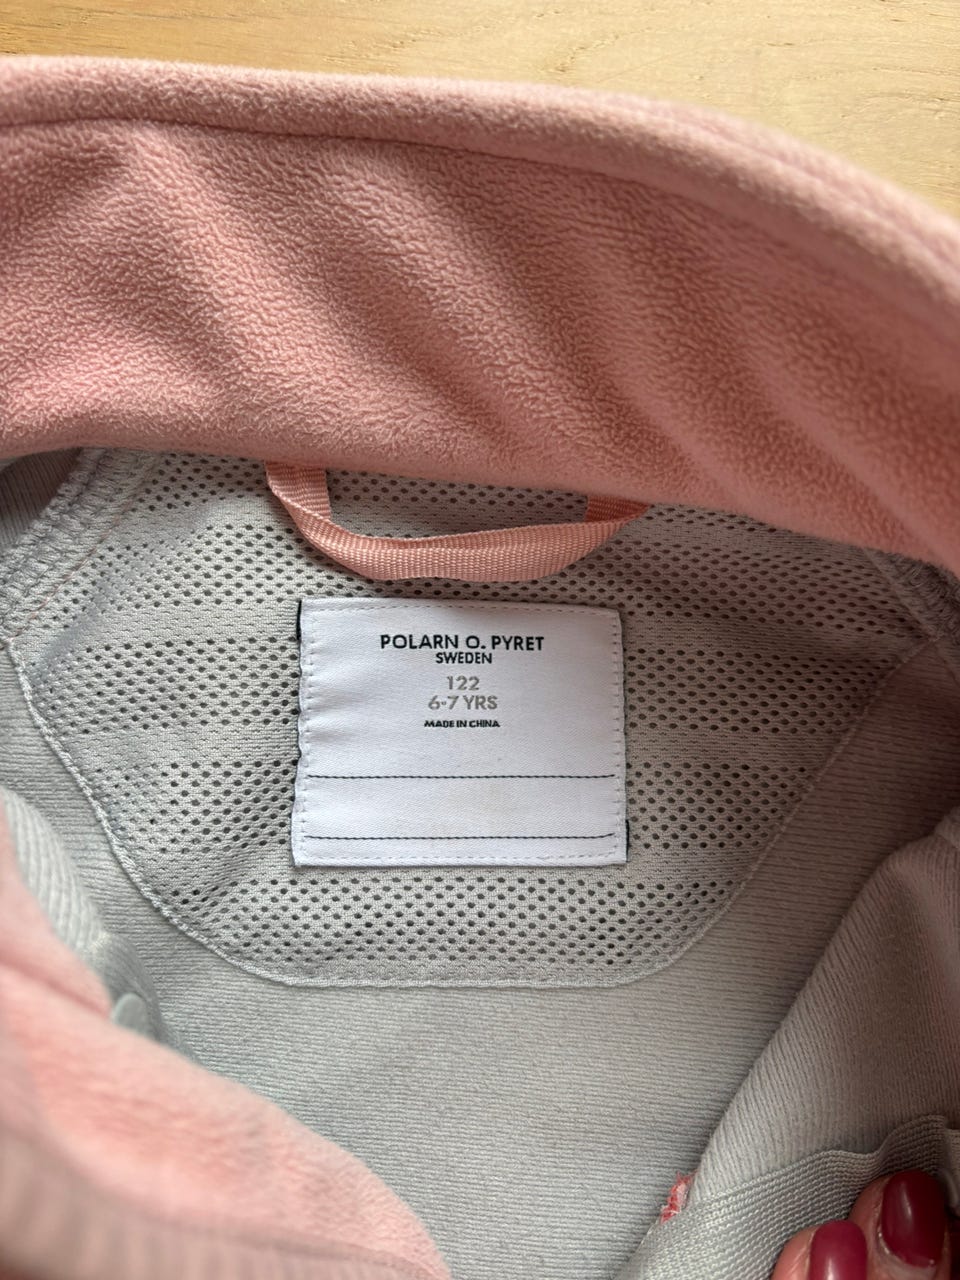 POLARN O. PYRET
SWEDEN
122
6-7 YRS
MADE IN CHINA